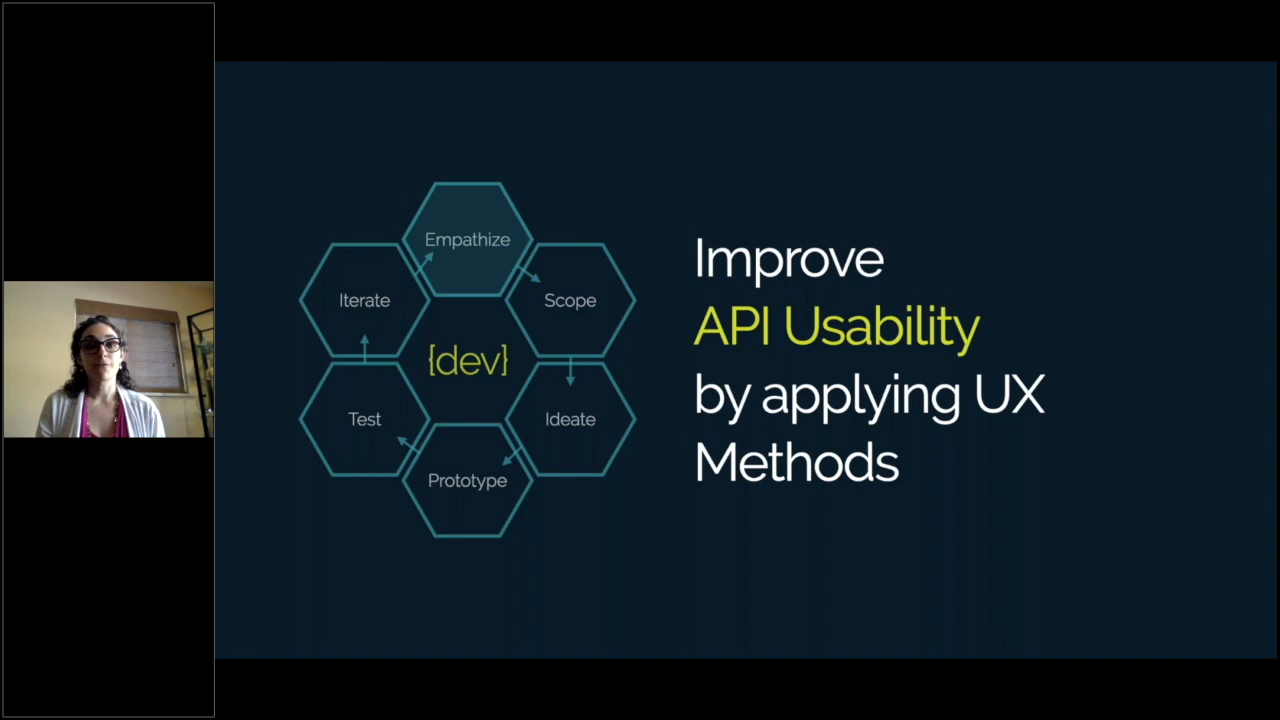 Empathize
Iterate
Scope
{dev}
Test
Ideate
Prototype
Improve
API Usability
by applying UX
Methods